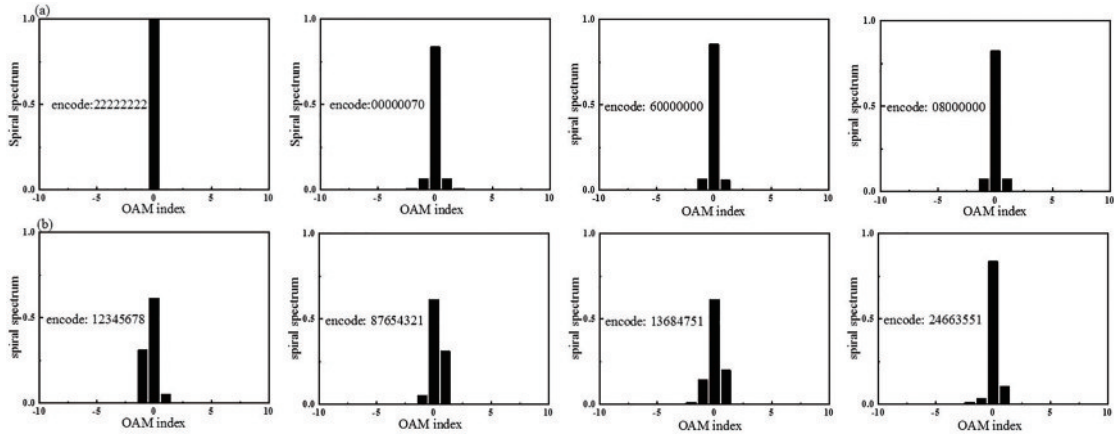 (a)
1.0
0.5
0.0
Spiral spectrum
encode:22222222
-10 -5 0 5 10
OAM index
1.0
0.5
0.0
Spiral spectrum
encode:00000070
-10 -5 0 5 10
OAM index
1.0
0.5
0.0
spiral spectrum
encode: 60000000
-10 -5 0 5 10
OAM index
1.0
0.5
0.0
spiral spectrum
encode: 08000000
-10 -5 0 5 10
OAM index
(b)
1.0
0.5
0.0
spiral spectrum
encode: 12345678
-10 -5 0 5 10
OAM index
1.0
0.5
0.0
spiral spectrum
encode: 87654321
-10 -5 0 5 10
OAM index
1.0
0.5
0.0
spiral spectrum
encode: 13684751
-10 -5 0 5 10
OAM index
1.0
0.5
0.0
spiral spectrum
encode: 24663551
-10 -5 0 5 10
OAM index